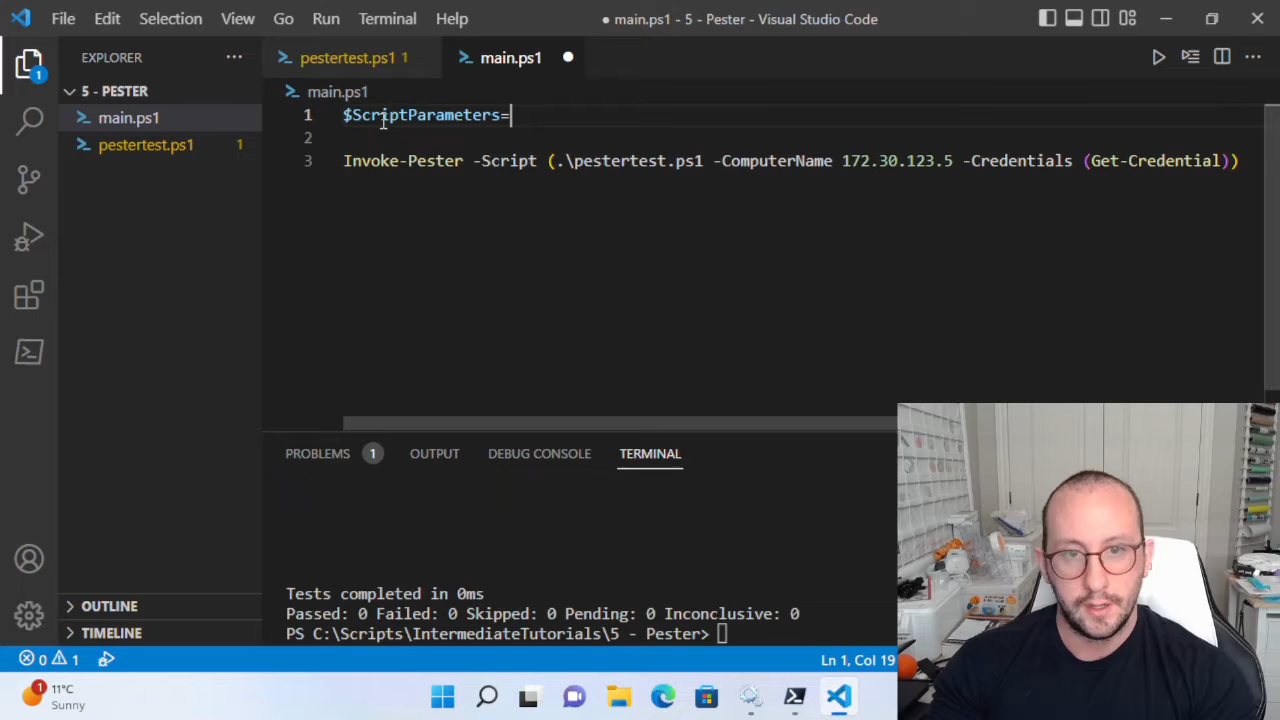 File Edit Selection View Go Run Terminal Help
● main.ps1 - 5 - Pester - Visual Studio Code
EXPLORER
pestertest.ps1 1
main.ps1
5 - PESTER
main.ps1
main.ps1
pestertest.ps1 1
1
1 $ScriptParameters=
2
3 Invoke-Pester -Script (.\pestertest.ps1 -ComputerName 172.30.123.5 -Credentials (Get-Credential))
PROBLEMS 1 OUTPUT DEBUG CONSOLE TERMINAL
Tests completed in 0ms
Passed: 0 Failed: 0 Skipped: 0 Pending: 0 Inconclusive: 0
PS C:\Scripts\IntermediateTutorials\5 - Pester>
OUTLINE
TIMELINE
0 1
Ln 1, Col 19
1
11°C
Sunny